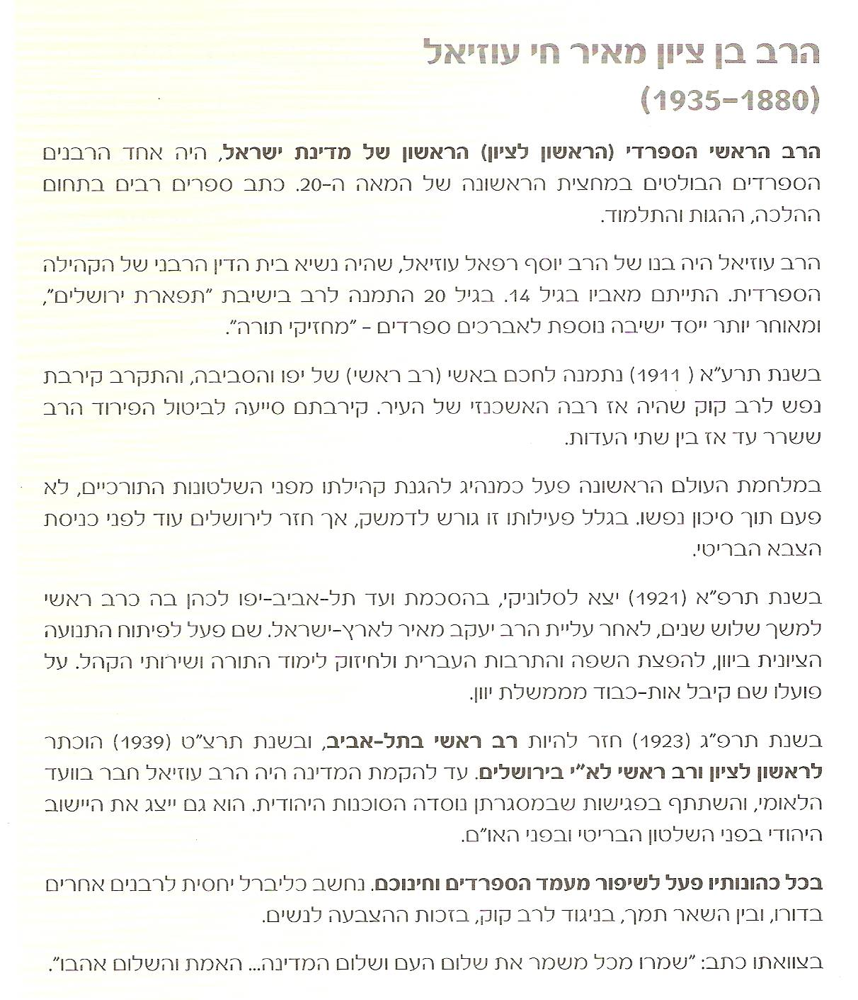 הרב בן ציון מאיר חי עוזיאל
(1880–1935)
הרב הראשי הספרדי (הראשון לציון) הראשון של מדינת ישראל, היה אחד הרבנים
הספרדים הבולטים במחצית הראשונה של המאה ה-20. כתב ספרים רבים בתחום
ההלכה, ההגות והתלמוד.
הרב עוזיאל היה בנו של הרב יוסף רפאל עוזיאל, שהיה נשיא בית הדין הרבני של הקהילה
הספרדית. התייתם מאביו בגיל 14. בגיל 20 התמנה לרב בישיבת "תפארת ירושלים",
ומאוחר יותר ייסד ישיבה נוספת לאברכים ספרדים – "מחזיקי תורה".
בשנת תרע"א ( 1911) נתמנה לחכם באשי (רב ראשי) של יפו והסביבה, והתקרב קירבת
נפש לרב קוק שהיה אז רבה האשכנזי של העיר. קירבתם סייעה לביטול הפירוד הרב
ששרר עד אז בין שתי העדות.
במלחמת העולם הראשונה פעל כמנהיג להגנת קהילתו מפני השלטונות התורכיים, לא
פעם תוך סיכון נפשו. בגלל פעילותו זו גורש לדמשק, אך חזר לירושלים עוד לפני כניסת
הצבא הבריטי.
בשנת תרפ"א (1921) יצא לסלוניקי, בהסכמת ועד תל-אביב-יפו לכהן בה כרב ראשי
למשך שלוש שנים, לאחר עליית הרב יעקב מאיר לארץ-ישראל. שם פעל לפיתוח התנועה
הציונית ביוון, להפצת השפה והתרבות העברית ולחיזוק לימוד התורה ושירותי הקהל. על
פועלו שם קיבל אות-כבוד מממשלת יוון.
בשנת תרפ"ג (1923) חזר להיות רב ראשי בתל-אביב, ובשנת תרצ"ט (1939) הוכתר
לראשון לציון ורב ראשי לא"י בירושלים. עד להקמת המדינה היה הרב עוזיאל חבר בוועד
הלאומי, והשתתף בפגישות שבמסגרתן נוסדה הסוכנות היהודית. הוא גם ייצג את היישוב
היהודי בפני השלטון הבריטי ובפני האו"ם.
בכל כהונותיו פעל לשיפור מעמד הספרדים וחינוכם. נחשב כליברל יחסית לרבנים אחרים
בדורו, ובין השאר תמך, בניגוד לרב קוק, בזכות ההצבעה לנשים.
בצוואתו כתב: "שמרו מכל משמר את שלום העם ושלום המדינה... האמת והשלום אהבו".